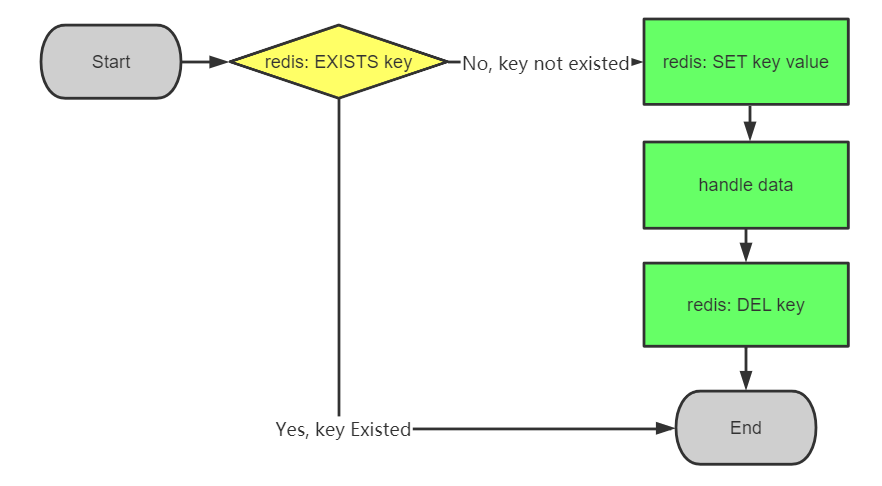 Start
redis: EXISTS key
No, key not existed
redis: SET key value
handle data
redis: DEL key
Yes, key Existed
End